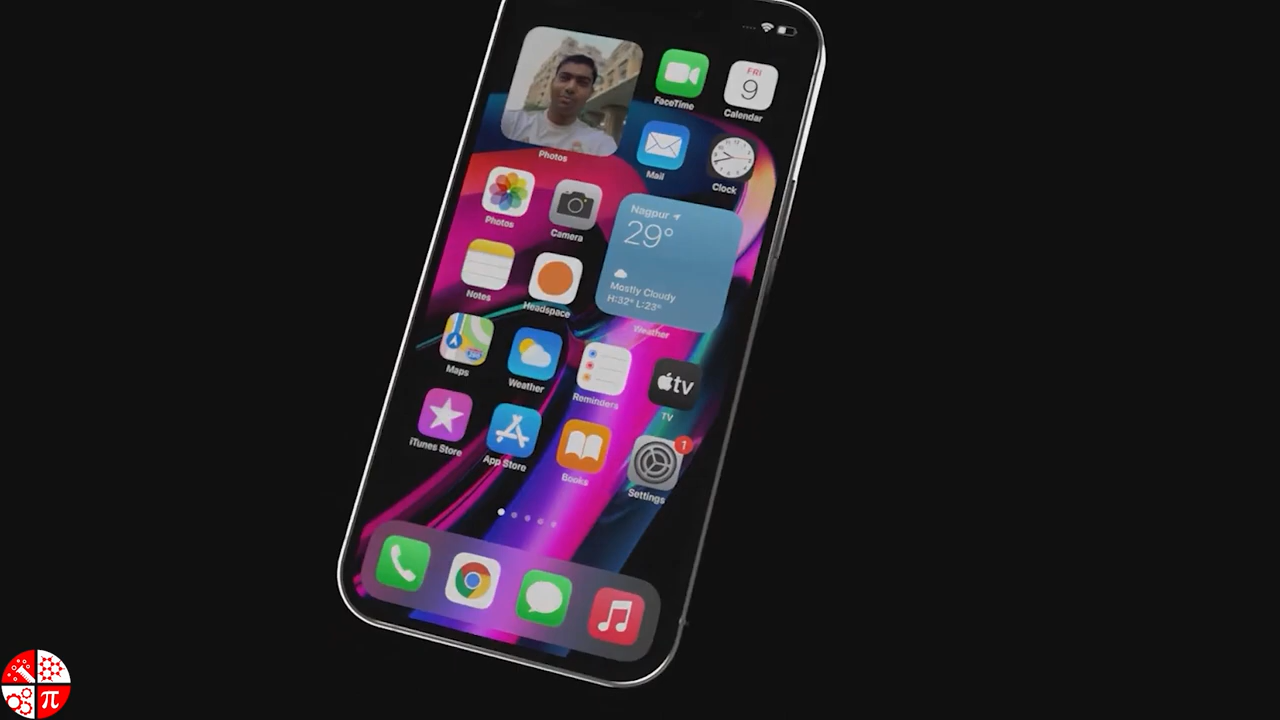 FRI
9
FaceTime
Calendar
Photos
Mail
Clock
Photos
Camera
Nagpur
29°
Mostly Cloudy
H:32° L:23°
Weather
Notes
Headspace
Maps
Weather
Reminders
tv
TV
iTunes Store
App Store
Books
1
Settings
π